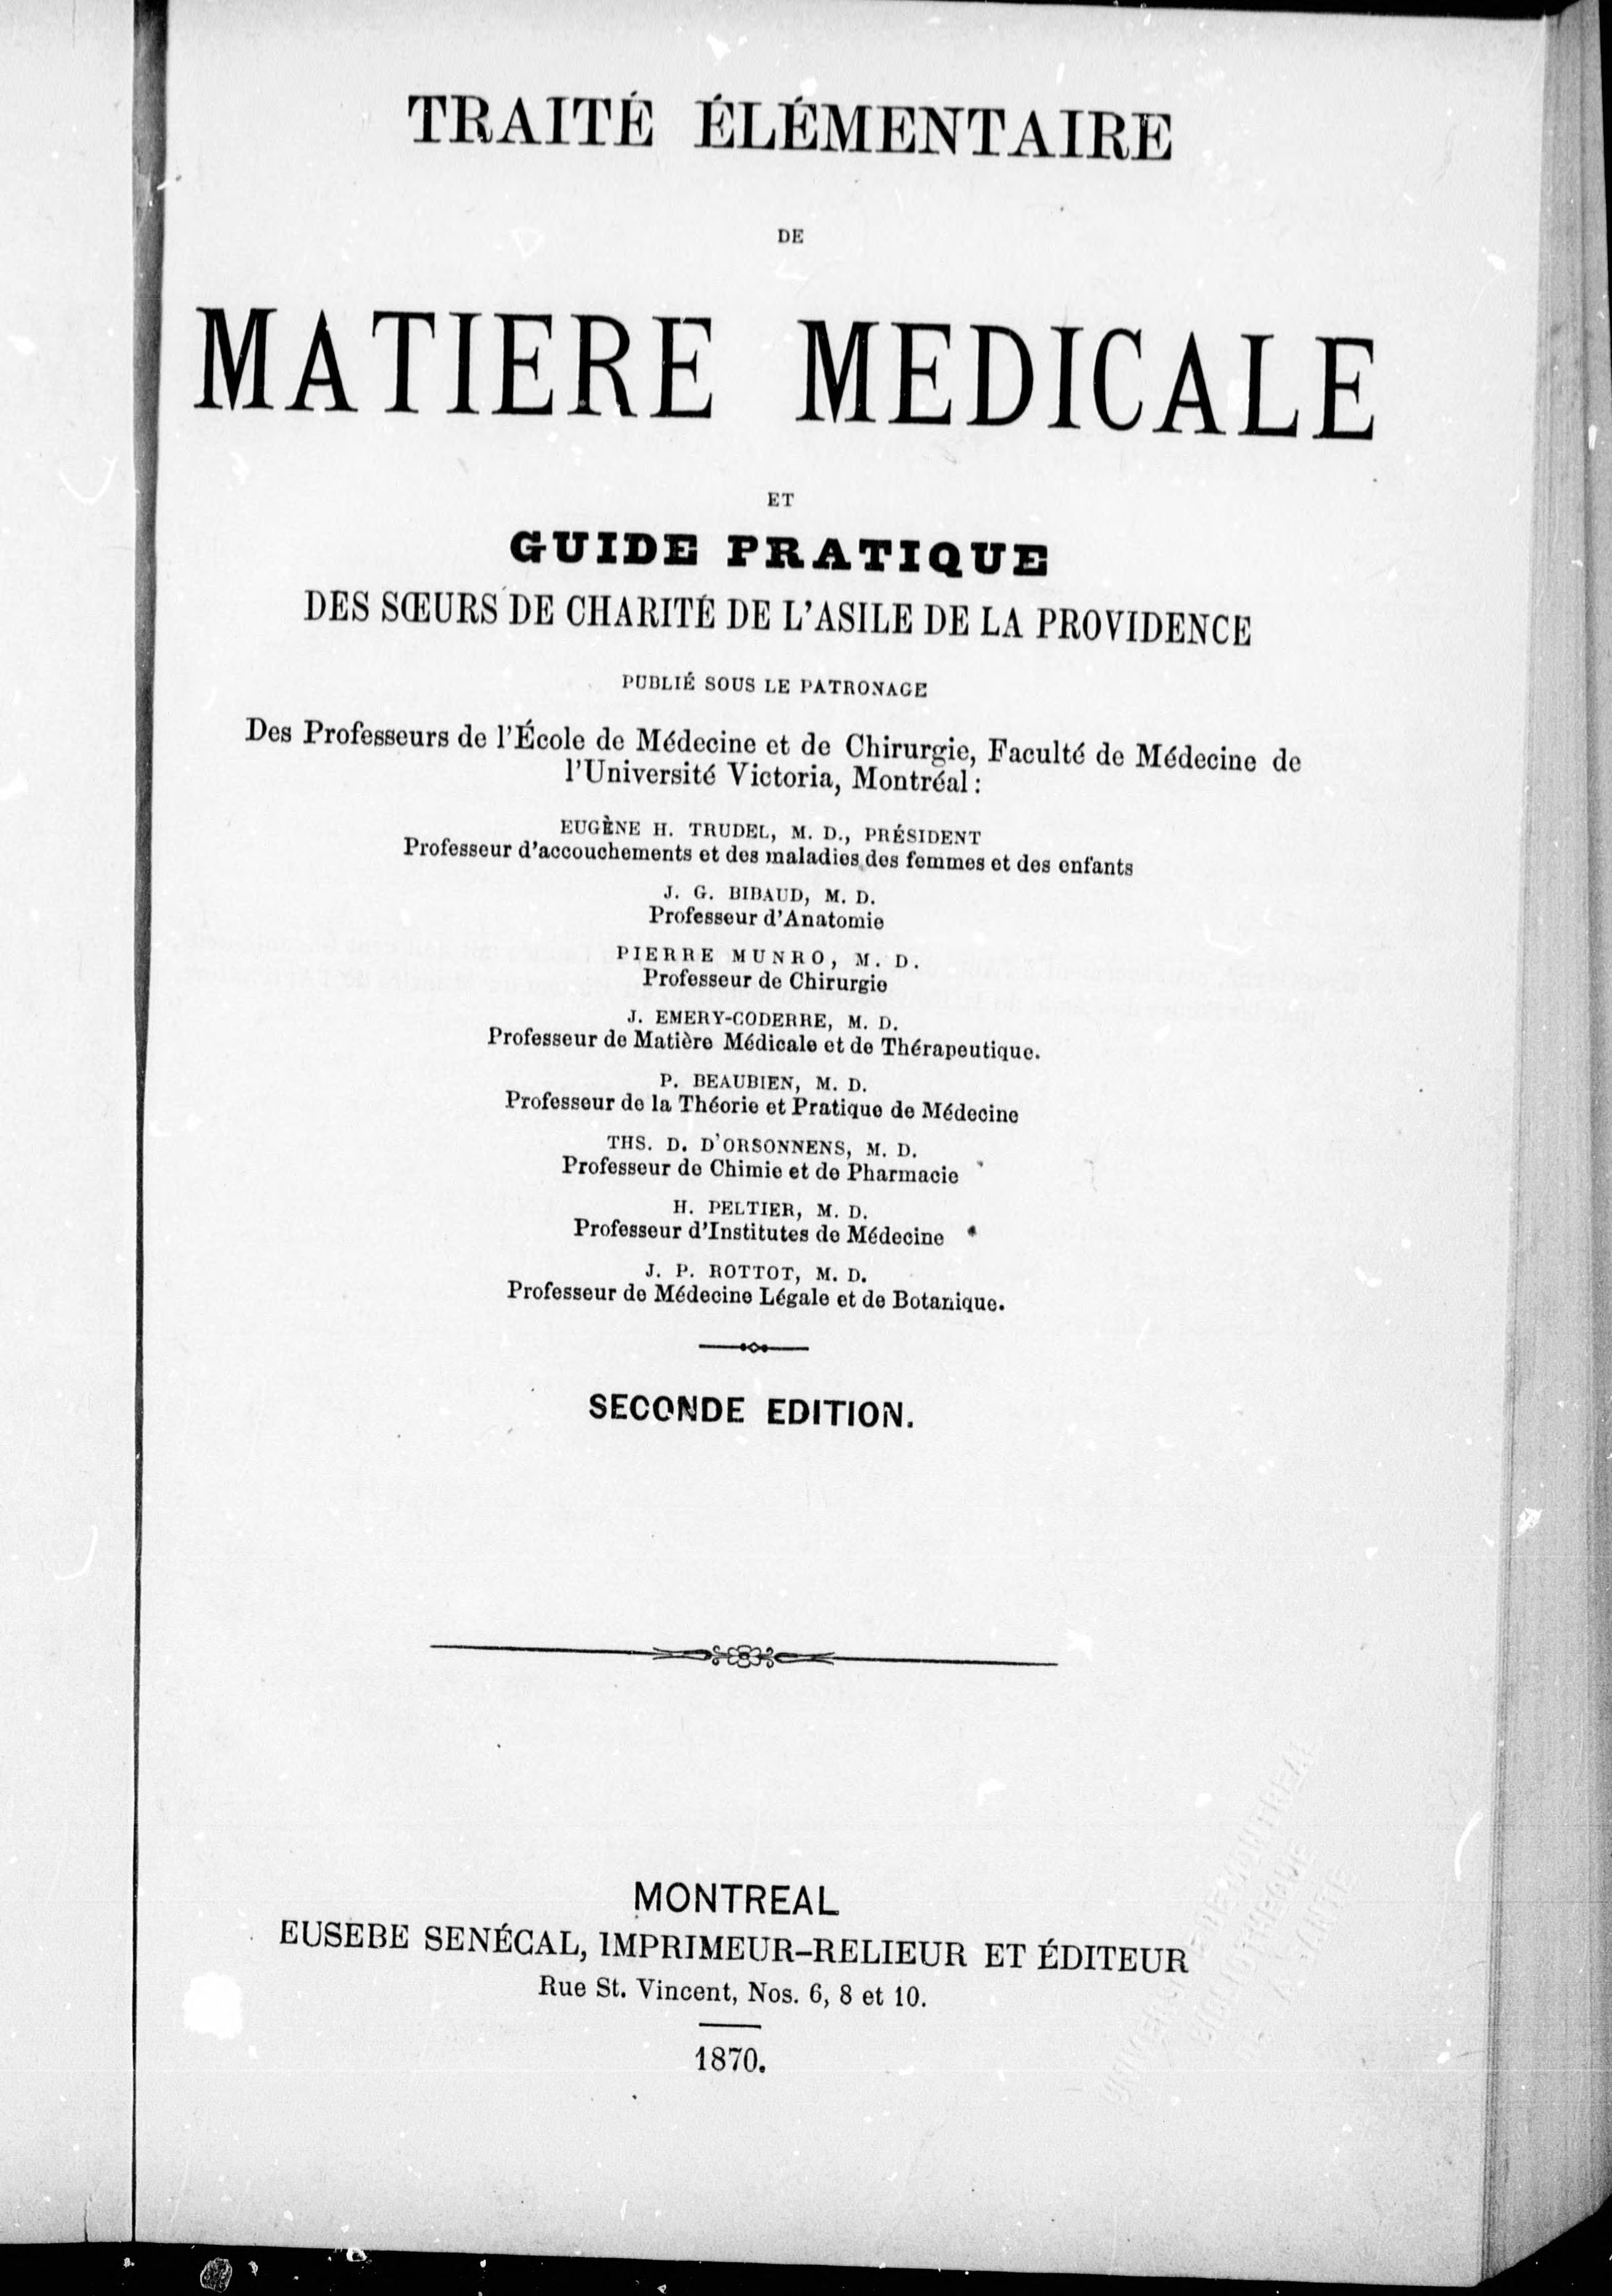 TRAITÉ ÉLÉMENTAIRE
DE
MATIERE MEDICALE
ET
GUIDE PRATIQUE
DES SŒURS DE CHARITÉ DE L'ASILE DE LA PROVIDENCE
PUBLIÉ SOUS LE PATRONAGE
Des Professeurs de l'École de Médecine et de Chirurgie, Faculté de Médecine de
l'Université Victoria, Montréal :
EUGÈNE H. TRUDEL, M. D., PRÉSIDENT
Professeur d'accouchements et des maladies des femmes et des enfants
J. G. BIBAUD, M. D.
Professeur d'Anatomie
PIERRE MUNRO, M. D.
Professeur de Chirurgie
J. EMERY-CODERRE, M. D.
Professeur de Matière Médicale et de Thérapeutique.
P. BEAUBIEN, M. D.
Professeur de la Théorie et Pratique de Médecine
THS. D. D'ORSONNENS, M. D.
Professeur de Chimie et de Pharmacie
H. PELTIER, M. D.
Professeur d'Institutes de Médecine
J. P. ROTTOT, M. D.
Professeur de Médecine Légale et de Botanique.
SECONDE EDITION.
MONTREAL
EUSEBE SENÉCAL, IMPRIMEUR-RELIEUR ET ÉDITEUR
Rue St. Vincent, Nos. 6, 8 et 10.
1870.
DE MONTREAL
BIBLIOTHEQUE